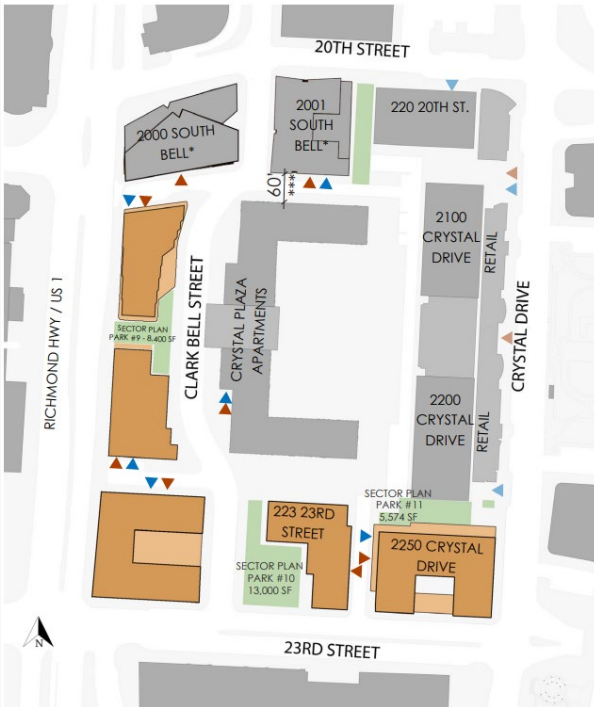 20TH STREET
2000 SOUTH
BELL*
2001
SOUTH
BELL*
220 20TH ST.
60'
***
2100
CRYSTAL
DRIVE
RETAIL
CRYSTAL PLAZA
APARTMENTS
CLARK BELL STREET
RICHMOND HWY / US 1
SECTOR PLAN
PARK #9 - 8,400 SF
CRYSTAL DRIVE
2200
CRYSTAL
DRIVE
RETAIL
SECTOR PLAN
PARK #11
5,574 SF
223 23RD
STREET
2250 CRYSTAL
DRIVE
SECTOR PLAN
PARK #10
13,000 SF
N
23RD STREET